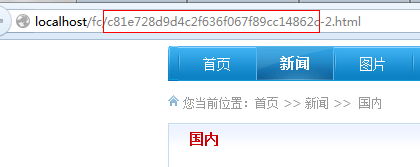 localhost/fc/c81e728d9d4c2f636f067f89cc14862c-2.html
首页 新闻 图片
您当前位置：首页 >> 新闻 >> 国内
国内